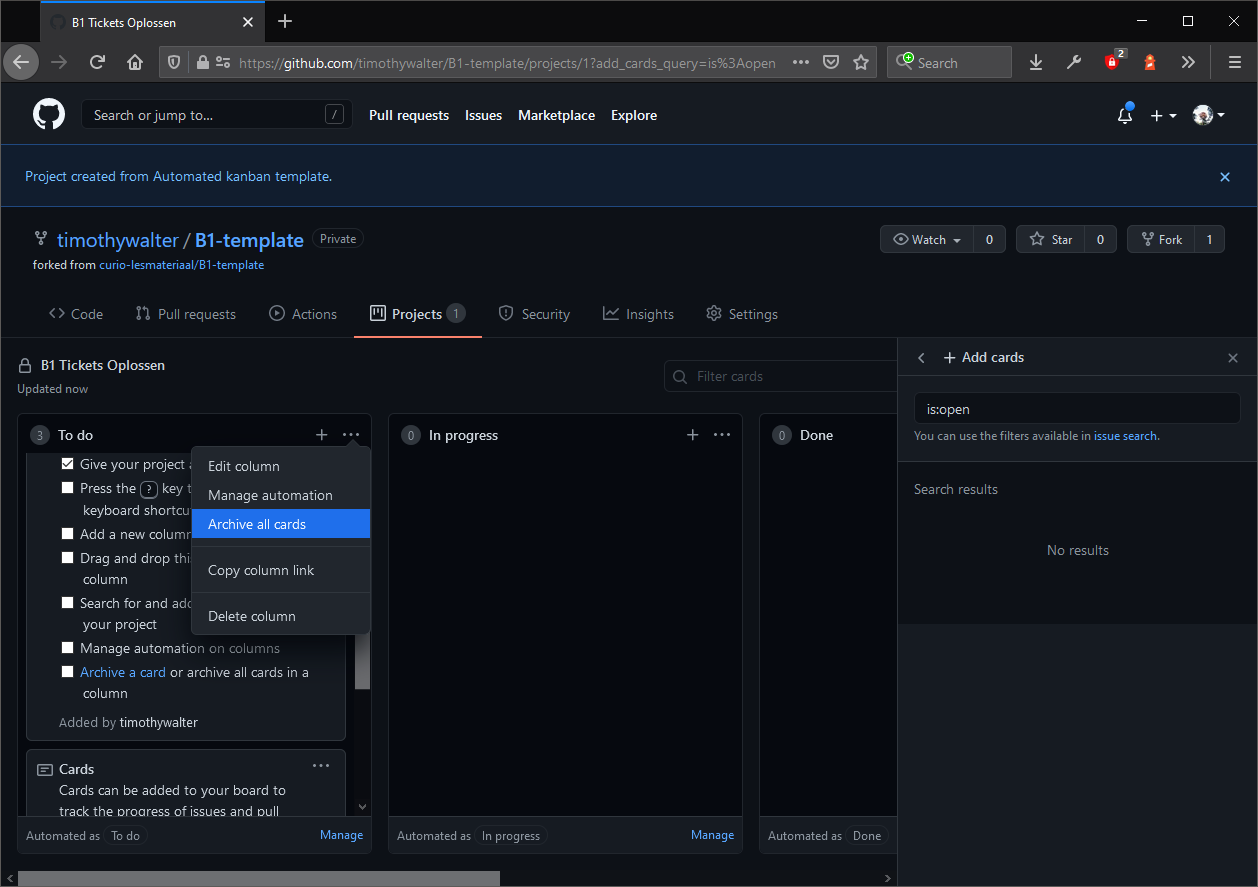 B1 Tickets Oplossen
https://github.com/timothywalter/B1-template/projects/1?add_cards_query=is%3Aopen
Search
2
Search or jump to...
/
Pull requests
Issues
Marketplace
Explore
Project created from Automated kanban template.
timothywalter / B1-template
Private
forked from curio-lesmateriaal/B1-template
Watch
0
Star
0
Fork
1
Code
Pull requests
Actions
Projects
1
Security
Insights
Settings
B1 Tickets Oplossen
Updated now
Filter cards
3
To do
Give your project
Press the ? key
keyboard
Add a new
Drag and drop
column
Search for and
your project
Manage automation on columns
Archive a card or archive all cards in a
column
Added by timothywalter
Cards
Cards can be added to your board to
track the progress of issues and pull
Automated as
To do
Manage
Edit column
Manage automation
Archive all cards
Copy column link
Delete column
0
In progress
Automated as
In progress
Manage
0
Done
Automated as
Done
Add cards
is:open
You can use the filters available in issue search.
Search results
No results